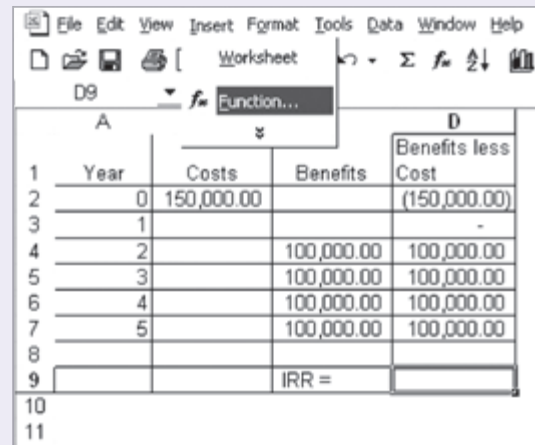 File Edit View Insert Format Tools Data Window Help
Worksheet
Σ fx
D9 fx Function...
A D
1 Year Costs Benefits Benefits less Cost
2 0 150,000.00 (150,000.00)
3 1 -
4 2 100,000.00 100,000.00
5 3 100,000.00 100,000.00
6 4 100,000.00 100,000.00
7 5 100,000.00 100,000.00
8
9 IRR =
10
11